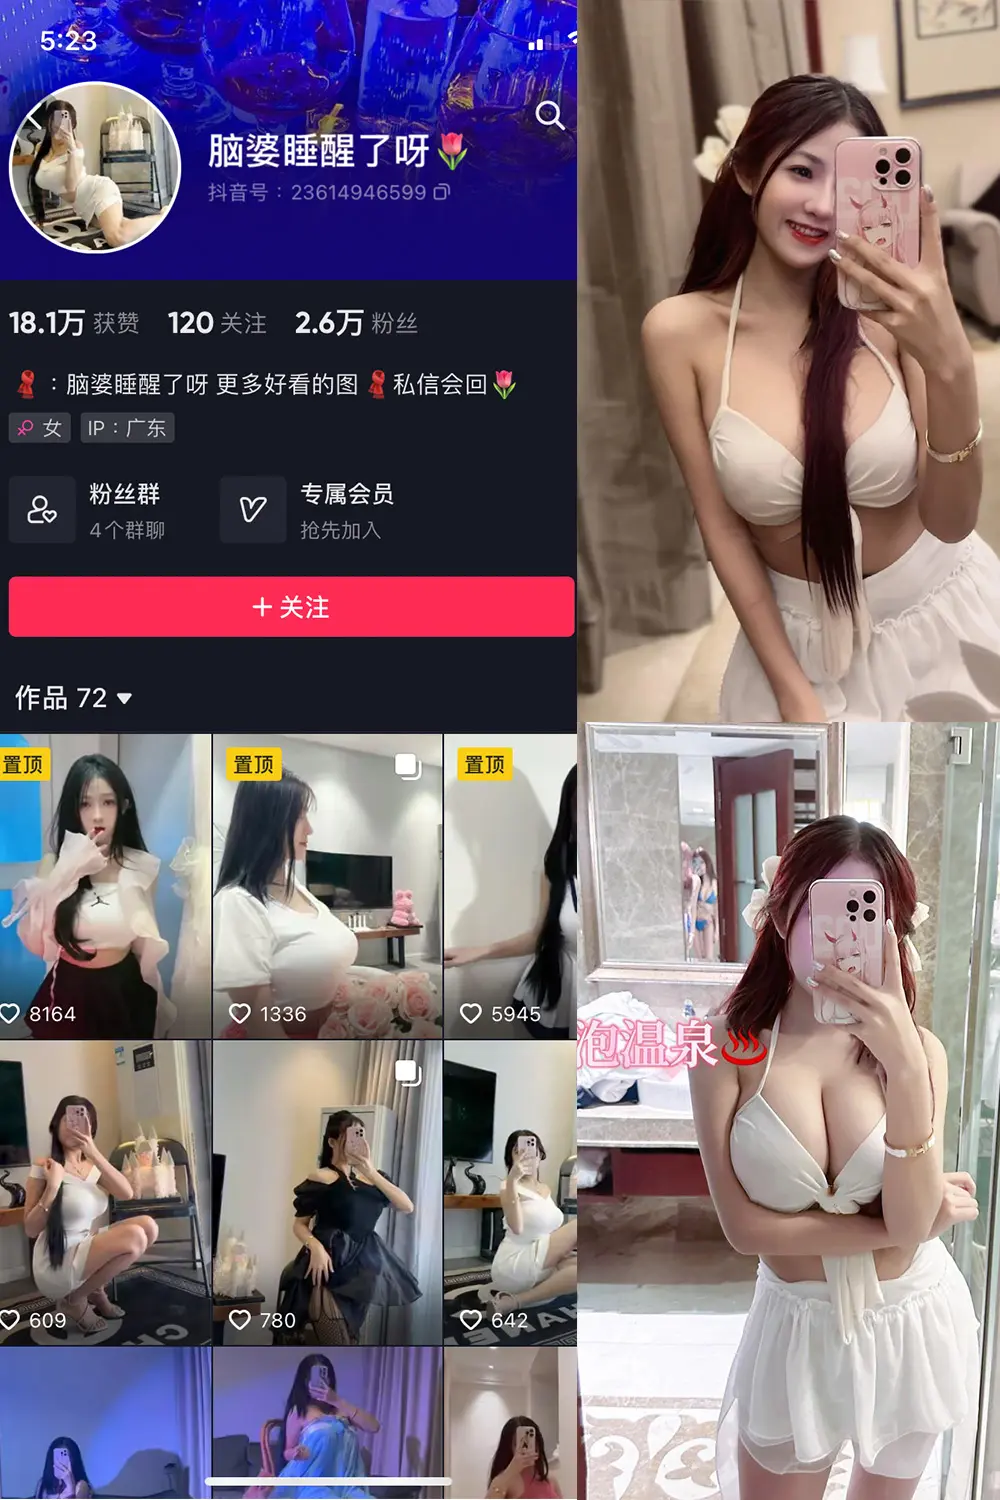 5:23
脑婆睡醒了呀🌷
抖音号：23614946599
18.1万 获赞 120 关注 2.6万 粉丝
🧣：脑婆睡醒了呀 更多好看的图🧣私信会回🌷
女 IP：广东
粉丝群 专属会员
4个群聊 抢先加入
+ 关注
作品 72
置顶 置顶 置顶
8164 1336 5945
609 780 642
泡温泉♨️